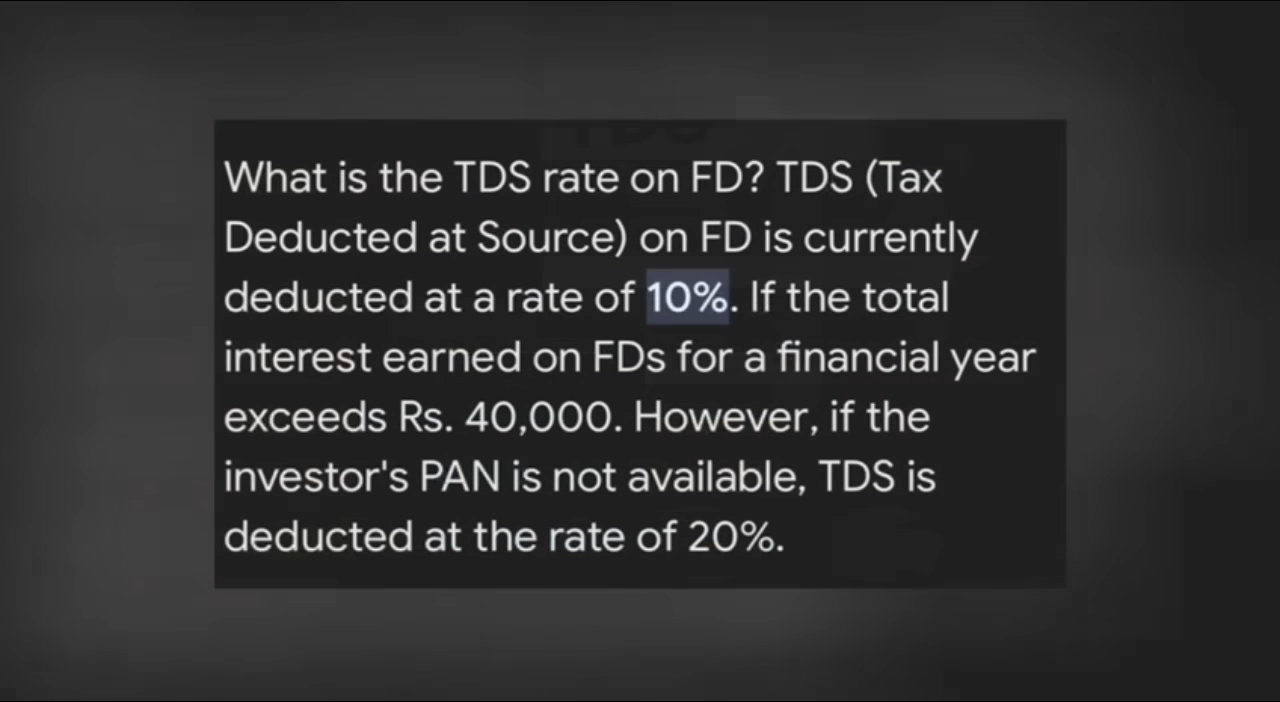 What is the TDS rate on FD? TDS (Tax
Deducted at Source) on FD is currently
deducted at a rate of 10%. If the total
interest earned on FDs for a financial year
exceeds Rs. 40,000. However, if the
investor's PAN is not available, TDS is
deducted at the rate of 20%.